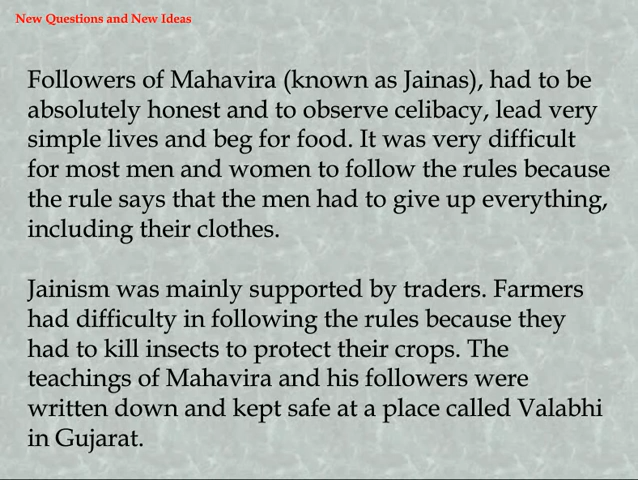 New Questions and New Ideas
Followers of Mahavira (known as Jainas), had to be
absolutely honest and to observe celibacy, lead very
simple lives and beg for food. It was very difficult
for most men and women to follow the rules because
the rule says that the men had to give up everything,
including their clothes.
Jainism was mainly supported by traders. Farmers
had difficulty in following the rules because they
had to kill insects to protect their crops. The
teachings of Mahavira and his followers were
written down and kept safe at a place called Valabhi
in Gujarat.